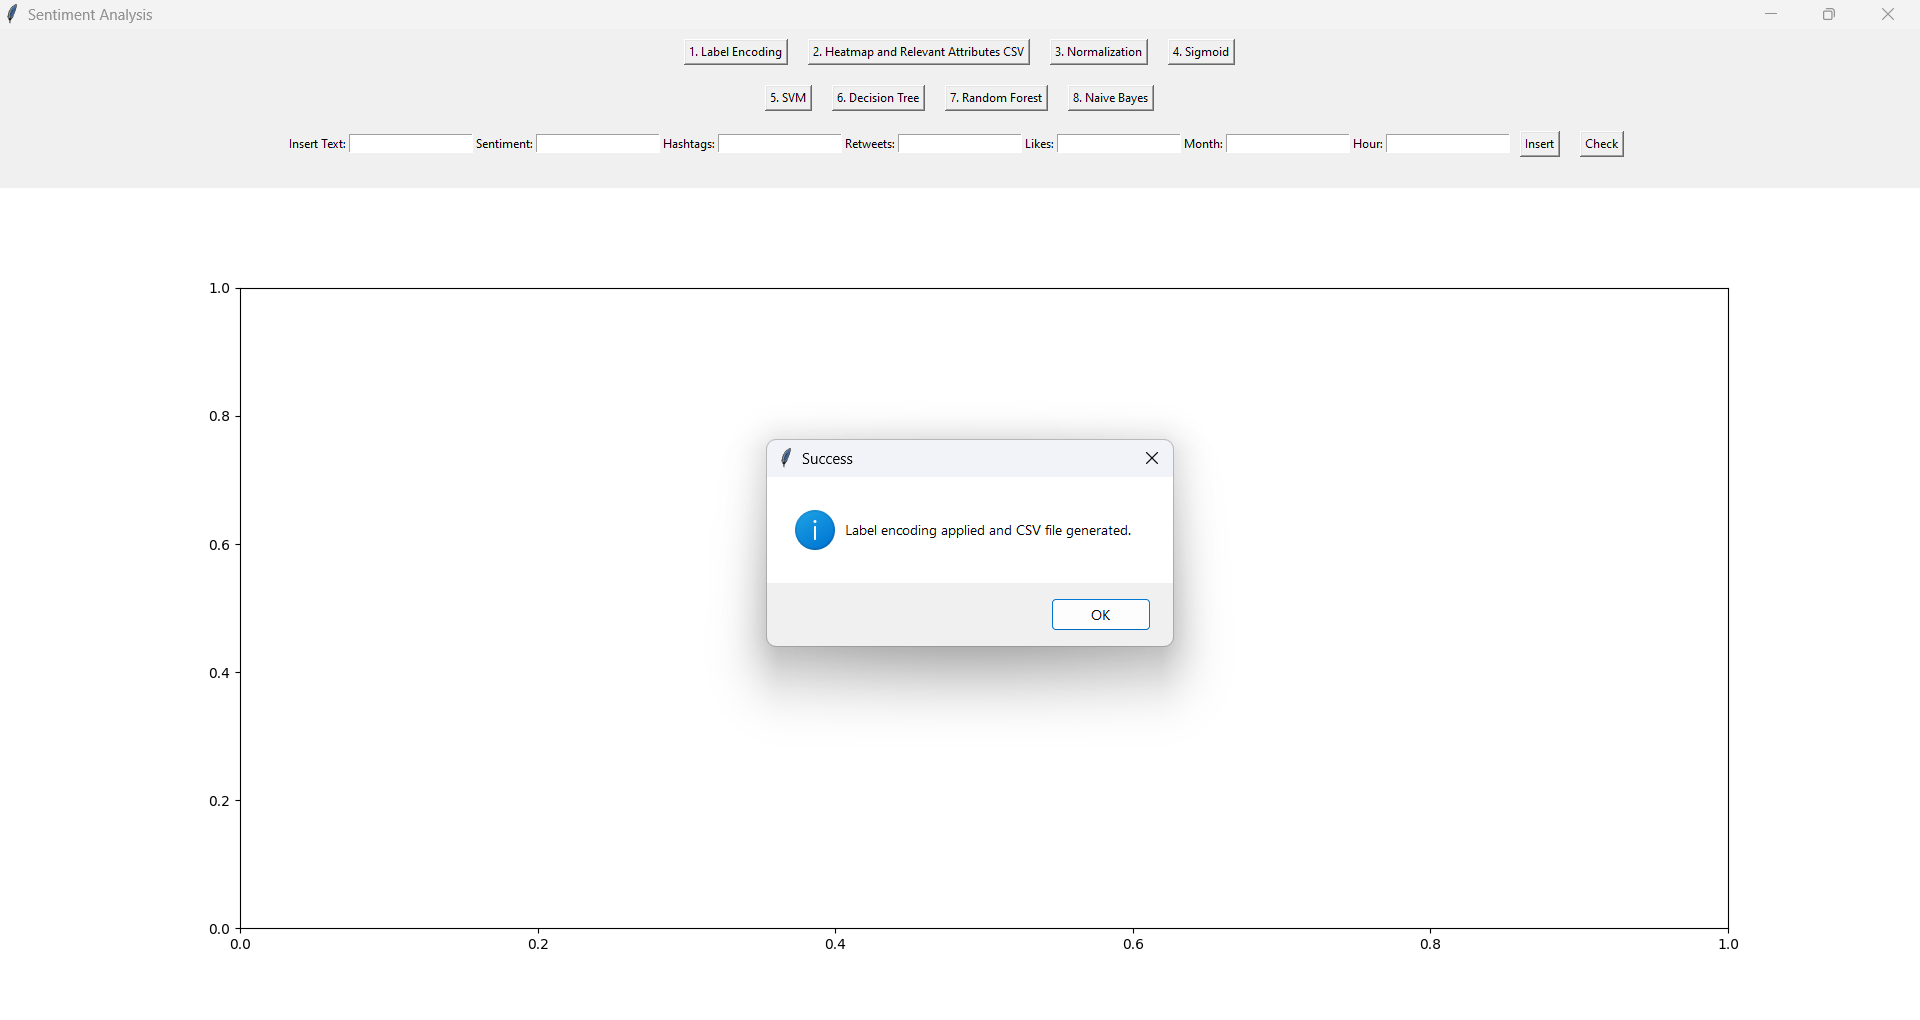 Sentiment Analysis
1. Label Encoding 2. Heatmap and Relevant Attributes CSV 3. Normalization 4. Sigmoid
5. SVM 6. Decision Tree 7. Random Forest 8. Naive Bayes
Insert Text: Sentiment: Hashtags: Retweets: Likes: Month: Hour: Insert Check
1.0
0.8
Success
Label encoding applied and CSV file generated.
0.6
OK
0.4
0.2
0.0
0.0 0.2 0.4 0.6 0.8 1.0